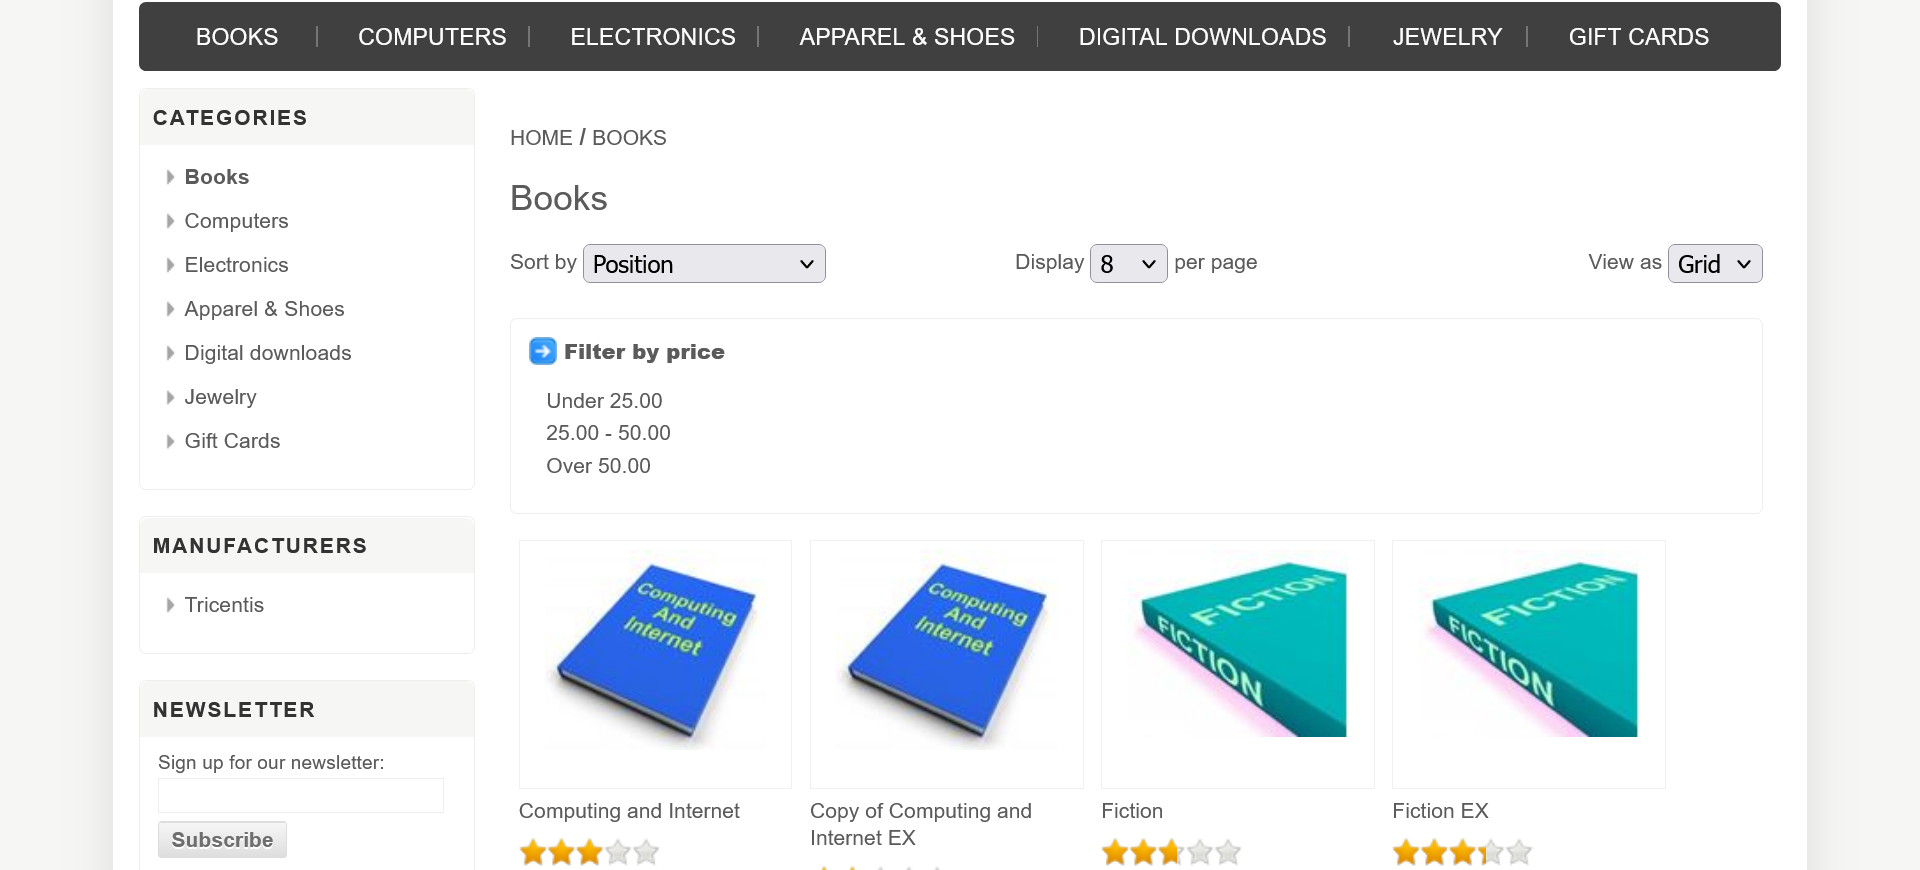 BOOKS COMPUTERS ELECTRONICS APPAREL & SHOES DIGITAL DOWNLOADS JEWELRY GIFT CARDS
CATEGORIES
Books
Computers
Electronics
Apparel & Shoes
Digital downloads
Jewelry
Gift Cards
MANUFACTURERS
Tricentis
NEWSLETTER
Sign up for our newsletter:
Subscribe
HOME / BOOKS
Books
Sort by Position Display 8 per page View as Grid
Filter by price
Under 25.00
25.00 - 50.00
Over 50.00
Computing
And
Internet
Computing
And
Internet
FICTION
FICTION
FICTION
FICTION
Computing and Internet
Copy of Computing and
Internet EX
Fiction
Fiction EX